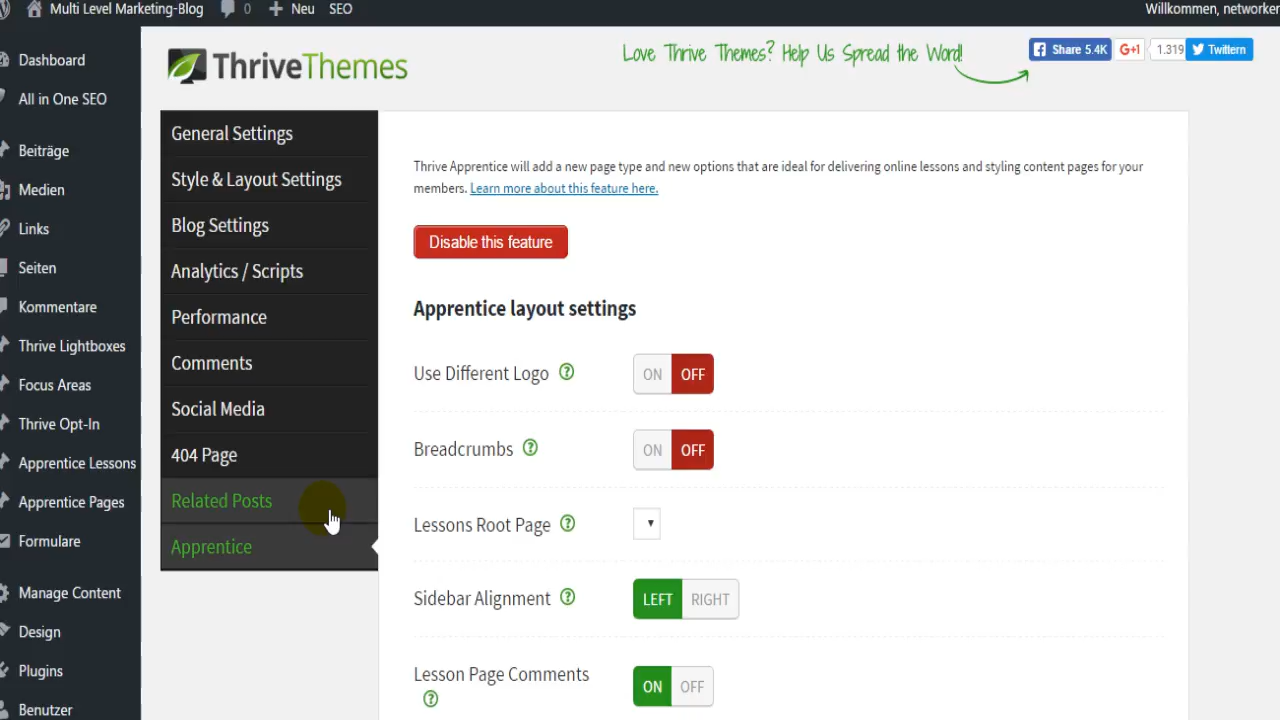 Multi Level Marketing-Blog 0 Neu SEO Willkommen, networker
Dashboard
All in One SEO
Beiträge
Medien
Links
Seiten
Kommentare
Thrive Lightboxes
Focus Areas
Thrive Opt-In
Apprentice Lessons
Apprentice Pages
Formulare
Manage Content
Design
Plugins
Benutzer
ThriveThemes
Love Thrive Themes? Help Us Spread the Word!
Share 5.4K G+1 1.319 Twittern
General Settings
Style & Layout Settings
Blog Settings
Analytics / Scripts
Performance
Comments
Social Media
404 Page
Related Posts
Apprentice
Thrive Apprentice will add a new page type and new options that are ideal for delivering online lessons and styling content pages for your
members. Learn more about this feature here.
Disable this feature
Apprentice layout settings
Use Different Logo ? ON OFF
Breadcrumbs ? ON OFF
Lessons Root Page ?
Sidebar Alignment ? LEFT RIGHT
Lesson Page Comments ? ON OFF